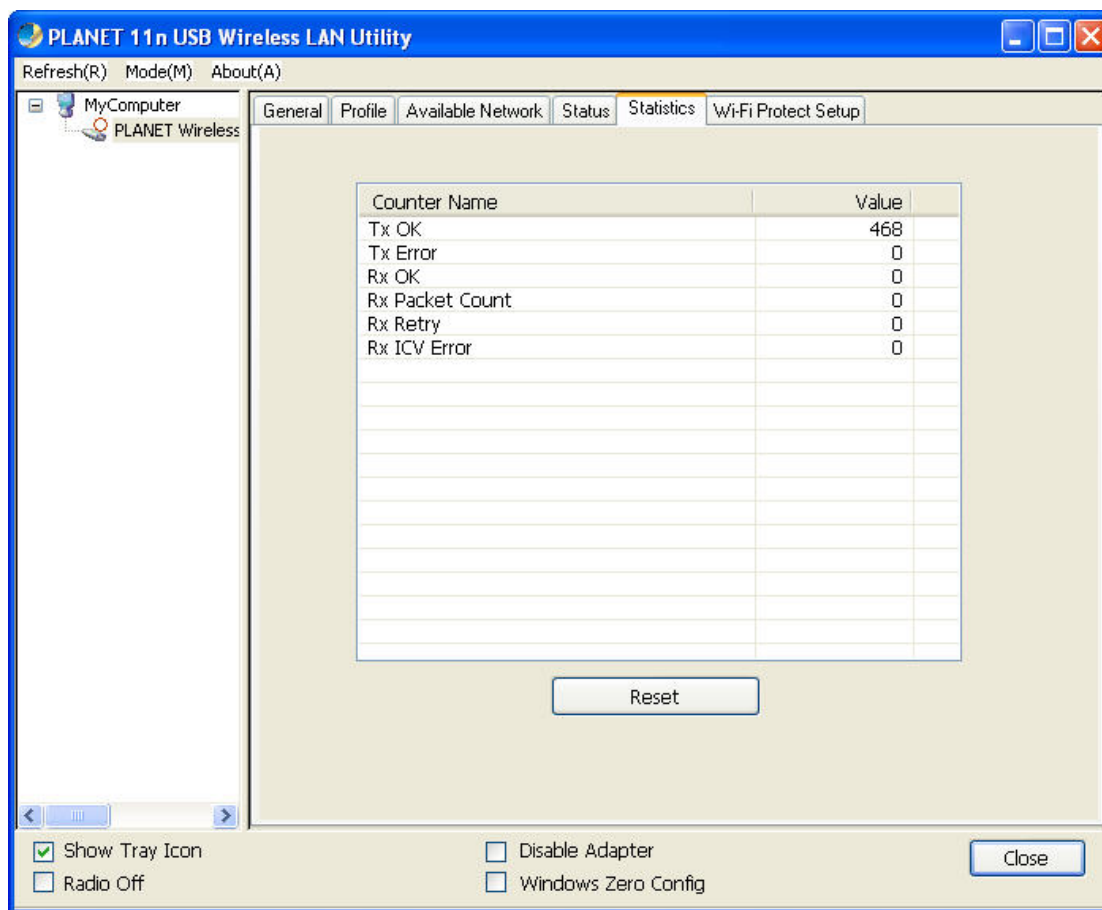 PLANET 11n USB Wireless LAN Utility
Refresh(R) Mode(M) About(A)
MyComputer
PLANET Wireless
General Profile Available Network Status Statistics Wi-Fi Protect Setup
Counter Name Value
Tx OK 468
Tx Error 0
Rx OK 0
Rx Packet Count 0
Rx Retry 0
Rx ICV Error 0
Reset
Show Tray Icon Disable Adapter Close
Radio Off Windows Zero Config